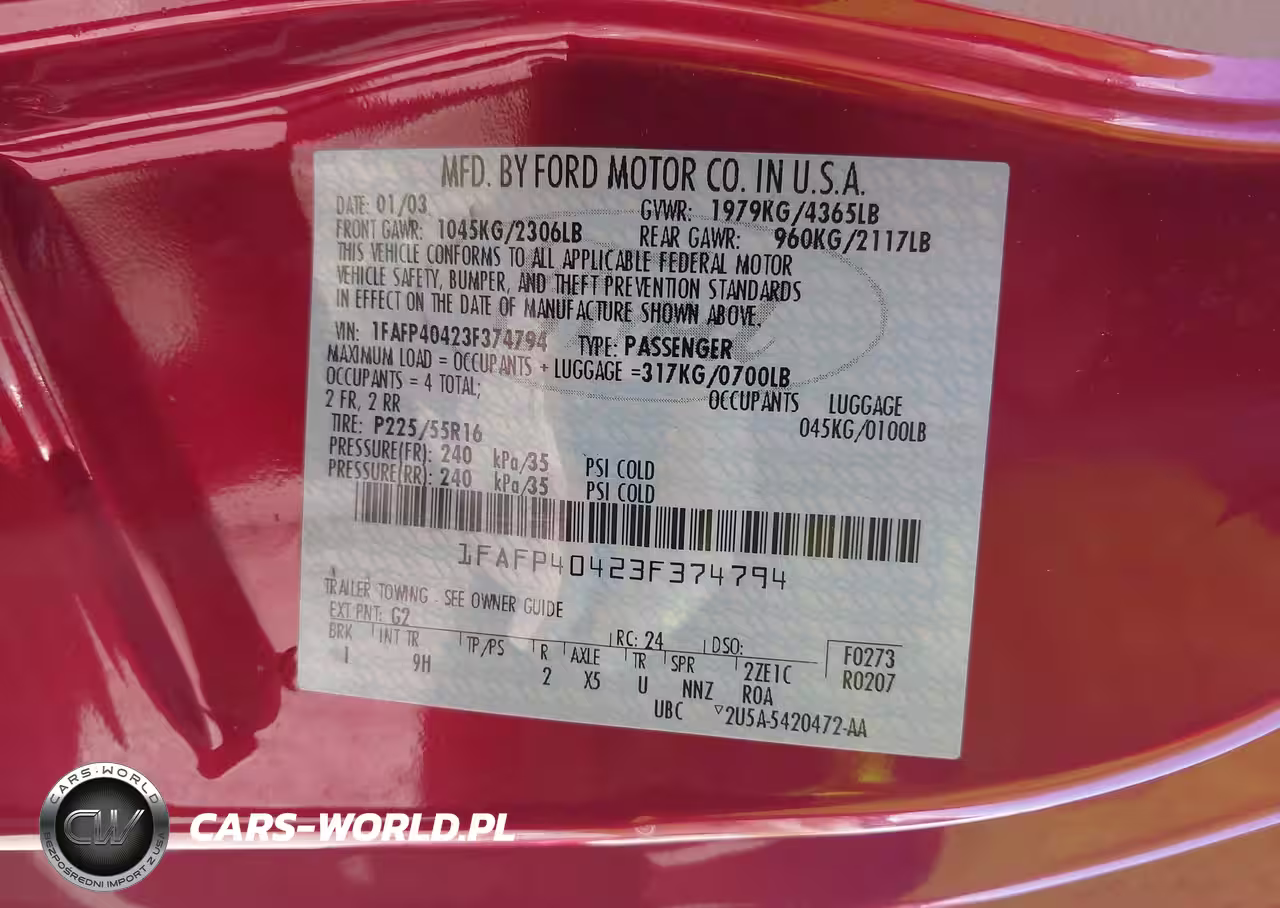 MFD. BY FORD MOTOR CO. IN U.S.A.
DATE: 01/03 GVWR: 1979KG/4365LB
FRONT GAWR: 1045KG/2306LB REAR GAWR: 960KG/2117LB
THIS VEHICLE CONFORMS TO ALL APPLICABLE FEDERAL MOTOR
VEHICLE SAFETY, BUMPER, AND THEFT PREVENTION STANDARDS
IN EFFECT ON THE DATE OF MANUFACTURE SHOWN ABOVE.
VIN: 1FAFP40423F374794 TYPE: PASSENGER
MAXIMUM LOAD = OCCUPANTS + LUGGAGE =317KG/0700LB
OCCUPANTS = 4 TOTAL; OCCUPANTS LUGGAGE
2 FR, 2 RR 045KG/0100LB
TIRE: P225/55R16
PRESSURE(FR): 240 kPa/35 PSI COLD
PRESSURE(RR): 240 kPa/35 PSI COLD
1FAFP40423F374794
TRAILER TOWING - SEE OWNER GUIDE
EXT PNT: G2 RC: 24 DSO: F0273
BRK INT TR TP/PS R AXLE TR SPR 2ZE1C R0207
I 9H 2 X5 U NNZ ROA
UBC ▽2U5A-5420472-AA
CARS-WORLD
CW
BEZPOŚREDNI IMPORT Z USA
CARS-WORLD.PL